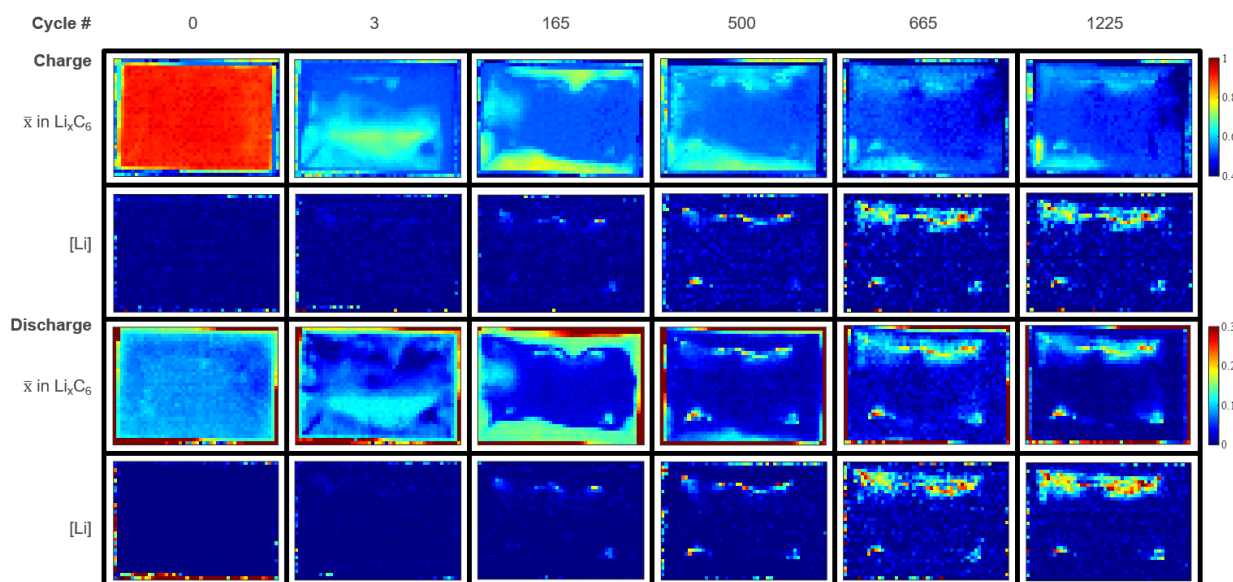 Cycle # 0 3 165 500 665 1225
Charge
x̄ in LiₓC₆
1
0.4
[Li]
Discharge
x̄ in LiₓC₆
0.3
0.2
0.1
0
[Li]